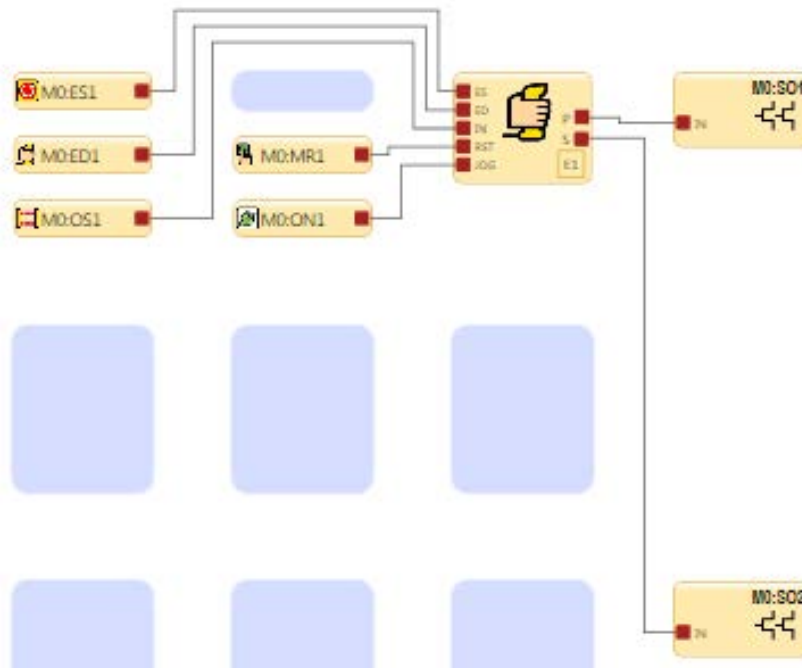 M0:ES1
M0:ED1
M0:OS1
M0:MR1
M0:ON1
ES
ED
IN
RST
JOG
P
S
E1
M0:SO1
IN
M0:SO2
IN